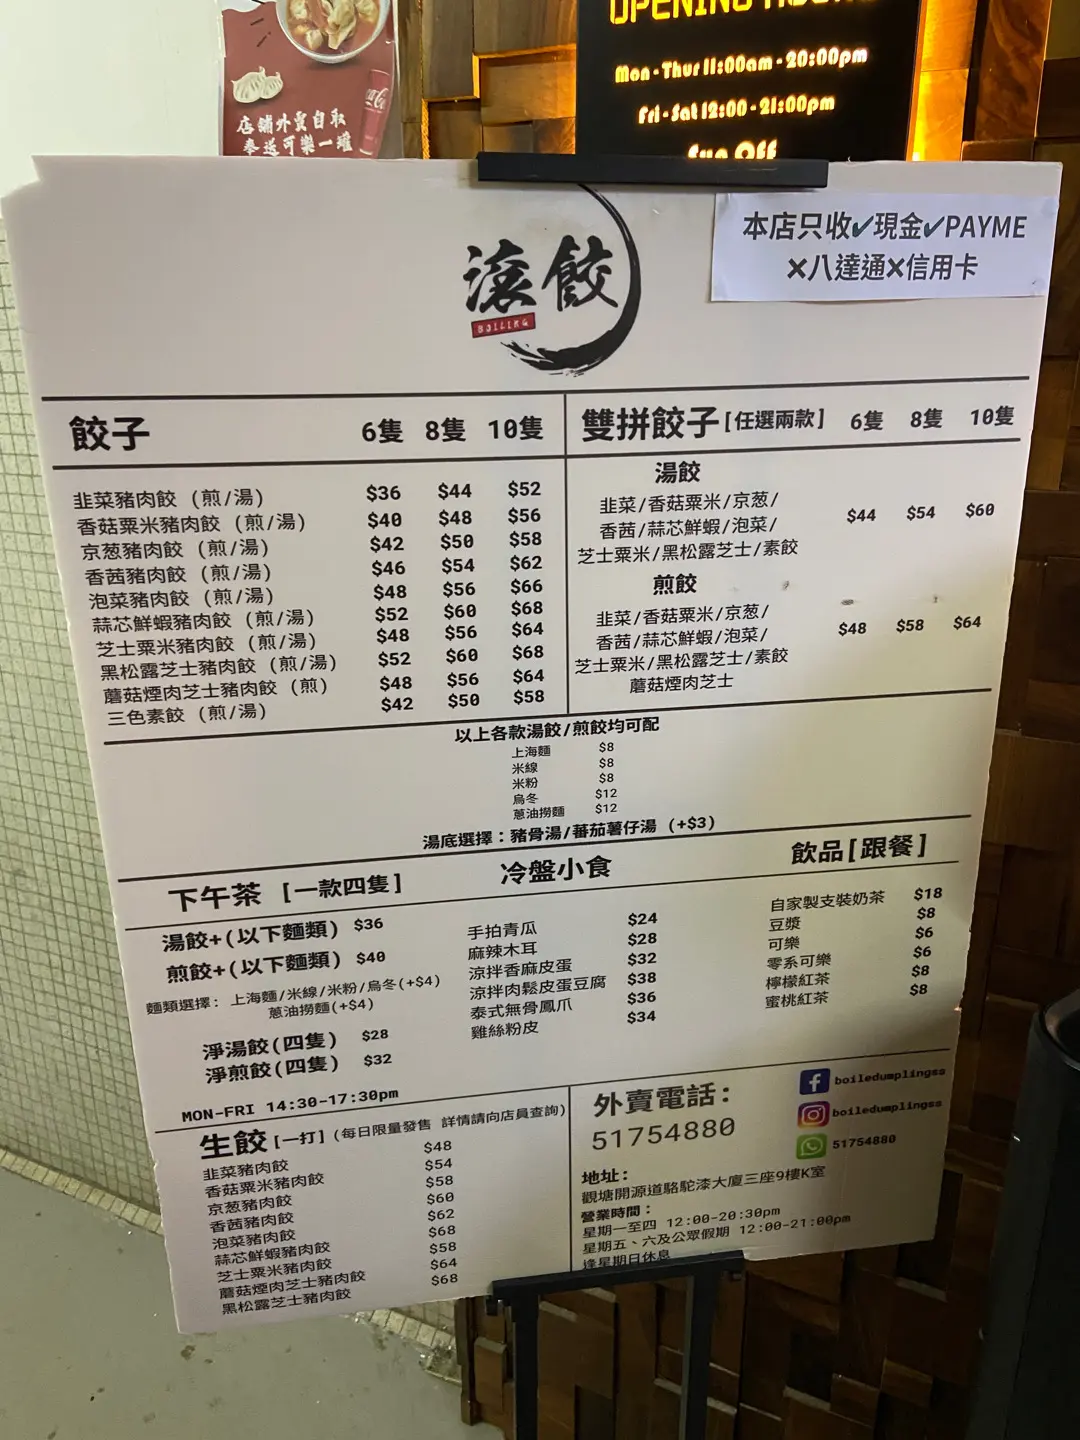 OPENING HOURS
Mon - Thur 11:00am - 20:00pm
Fri - Sat 12:00 - 21:00pm
Sun Off
店舖外賣自取
奉送可樂一罐
本店只收✓現金✓PAYME
×八達通×信用卡
滾餃
BOILING
餃子 6隻 8隻 10隻
韭菜豬肉餃 (煎/湯) $36 $44 $52
香菇粟米豬肉餃 (煎/湯) $40 $48 $56
京葱豬肉餃 (煎/湯) $42 $50 $58
香茜豬肉餃 (煎/湯) $46 $54 $62
泡菜豬肉餃 (煎/湯) $48 $56 $66
蒜芯鮮蝦豬肉餃 (煎/湯) $52 $60 $68
芝士粟米豬肉餃 (煎/湯) $48 $56 $64
黑松露芝士豬肉餃 (煎/湯) $52 $60 $68
蘑菇煙肉芝士豬肉餃 (煎) $48 $56 $64
三色素餃 (煎/湯) $42 $50 $58
雙拼餃子[任選兩款] 6隻 8隻 10隻
湯餃
韭菜/香菇粟米/京葱/
香茜/蒜芯鮮蝦/泡菜/
芝士粟米/黑松露芝士/素餃
$44 $54 $60
煎餃
韭菜/香菇粟米/京葱/
香茜/蒜芯鮮蝦/泡菜/
芝士粟米/黑松露芝士/素餃
蘑菇煙肉芝士
$48 $58 $64
以上各款湯餃/煎餃均可配
上海麵 $8
米線 $8
米粉 $8
烏冬 $12
蔥油撈麵 $12
湯底選擇：豬骨湯/蕃茄薯仔湯 (+$3)
下午茶 [一款四隻]
湯餃+(以下麵類) $36
煎餃+(以下麵類) $40
麵類選擇: 上海麵/米線/米粉/烏冬(+$4)
蔥油撈麵(+$4)
淨湯餃(四隻) $28
淨煎餃(四隻) $32
MON-FRI 14:30-17:30pm
冷盤小食
手拍青瓜 $24
麻辣木耳 $28
涼拌香麻皮蛋 $32
涼拌肉鬆皮蛋豆腐 $38
泰式無骨鳳爪 $36
雞絲粉皮 $34
飲品[跟餐]
自家製支裝奶茶 $18
豆漿 $8
可樂 $6
零系可樂 $6
檸檬紅茶 $8
蜜桃紅茶 $8
生餃[一打](每日限量發售 詳情請向店員查詢)
韭菜豬肉餃 $48
香菇粟米豬肉餃 $54
京葱豬肉餃 $58
香茜豬肉餃 $60
泡菜豬肉餃 $62
蒜芯鮮蝦豬肉餃 $68
芝士粟米豬肉餃 $58
蘑菇煙肉芝士豬肉餃 $64
黑松露芝士豬肉餃 $68
外賣電話:
51754880
boiledumplingss
boiledumplingss
51754880
地址:
觀塘開源道駱駝漆大廈三座9樓K室
營業時間:
星期一至四 12:00-20:30pm
星期五、六及公眾假期 12:00-21:00pm
逢星期日休息